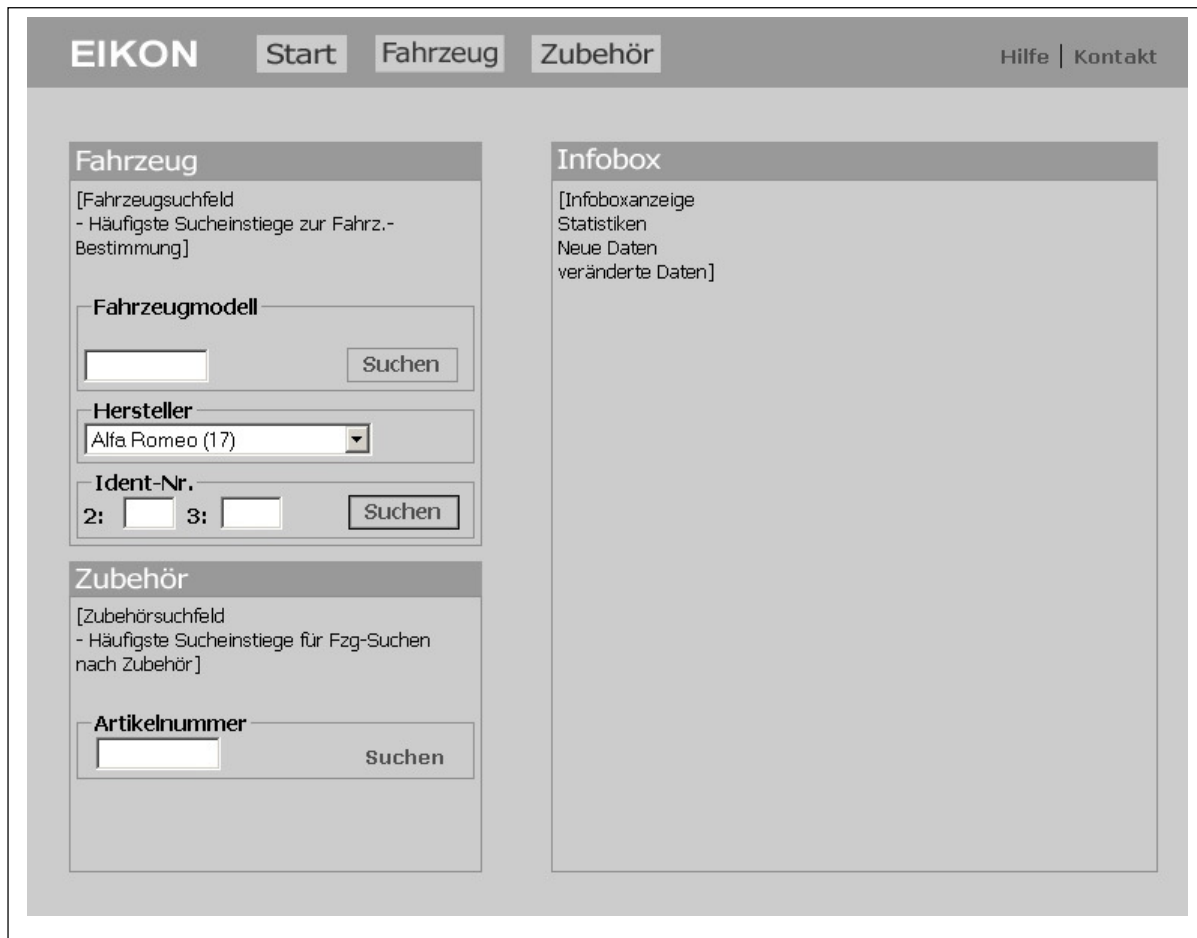 EIKON Start Fahrzeug Zubehör Hilfe | Kontakt
Fahrzeug
[Fahrzeugsuchfeld
- Häufigste Sucheinstiege zur Fahrz.-
Bestimmung]
Fahrzeugmodell
Suchen
Hersteller
Alfa Romeo (17)
Ident-Nr.
2: 3: Suchen
Zubehör
[Zubehörsuchfeld
- Häufigste Sucheinstiege für Fzg-Suchen
nach Zubehör]
Artikelnummer
Suchen
Infobox
[Infoboxanzeige
Statistiken
Neue Daten
veränderte Daten]